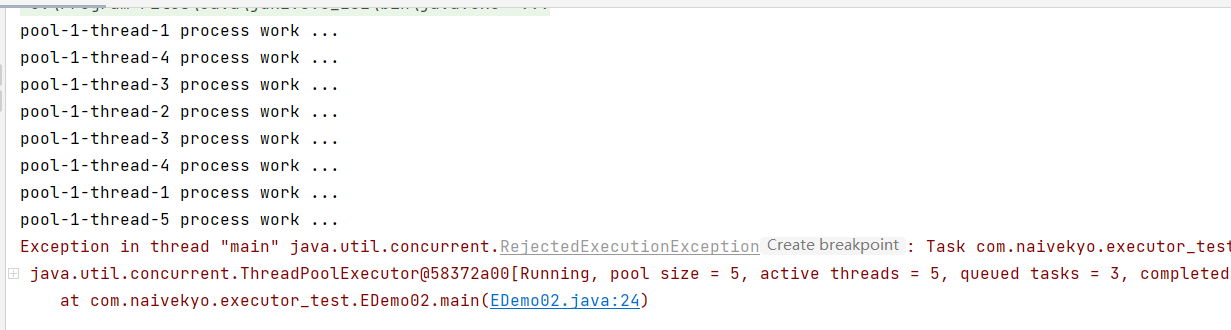 pool-1-thread-1 process work ...
pool-1-thread-4 process work ...
pool-1-thread-3 process work ...
pool-1-thread-2 process work ...
pool-1-thread-3 process work ...
pool-1-thread-4 process work ...
pool-1-thread-1 process work ...
pool-1-thread-5 process work ...
Exception in thread "main" java.util.concurrent.RejectedExecutionException Create breakpoint : Task com.naivekyo.executor_test
java.util.concurrent.ThreadPoolExecutor@58372a00[Running, pool size = 5, active threads = 5, queued tasks = 3, completed
at com.naivekyo.executor_test.EDemo02.main(EDemo02.java:24)